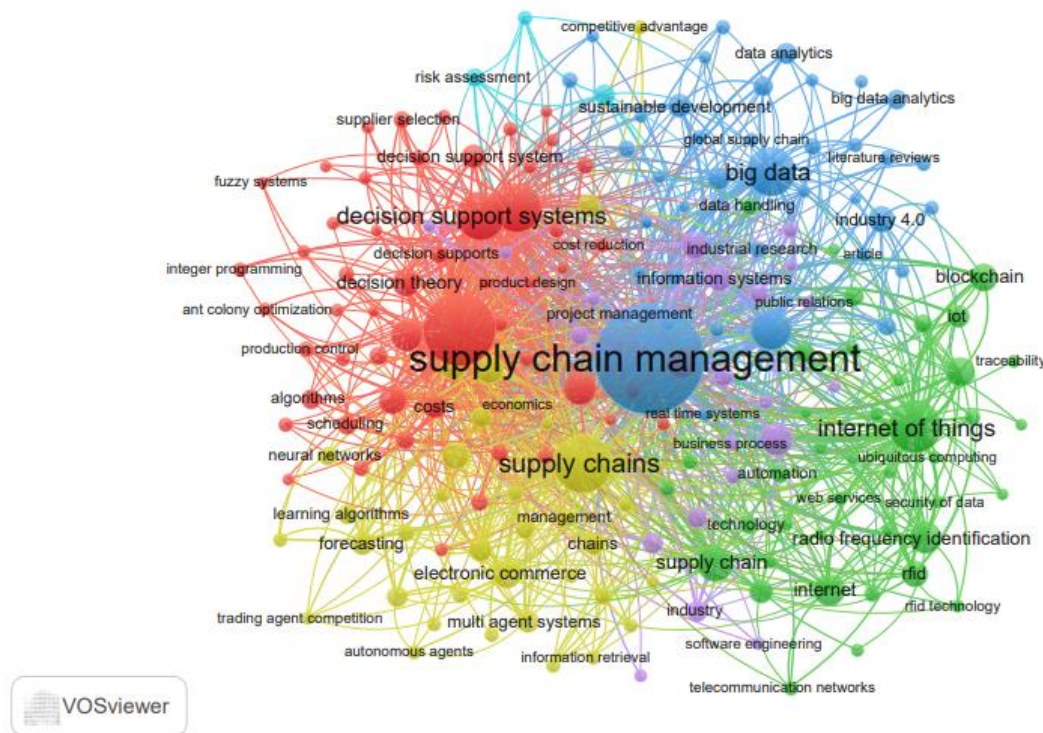 competitive advantage
data analytics
risk assessment
big data analytics
sustainable development
supplier selection
global supply chain
decision support system
literature reviews
big data
fuzzy systems
data handling
decision support systems
industry 4.0
cost reduction
industrial research
decision supports
article
integer programming
information systems
blockchain
decision theory
product design
public relations
ant colony optimization
project management
iot
production control
supply chain management
traceability
algorithms
economics
costs
real time systems
scheduling
internet of things
business process
neural networks
supply chains
ubiquitous computing
automation
web services
security of data
learning algorithms
management
technology
forecasting
chains
radio frequency identification
supply chain
electronic commerce
rfid
internet
rfid technology
industry
trading agent competition
multi agent systems
software engineering
autonomous agents
information retrieval
telecommunication networks
VOSviewer